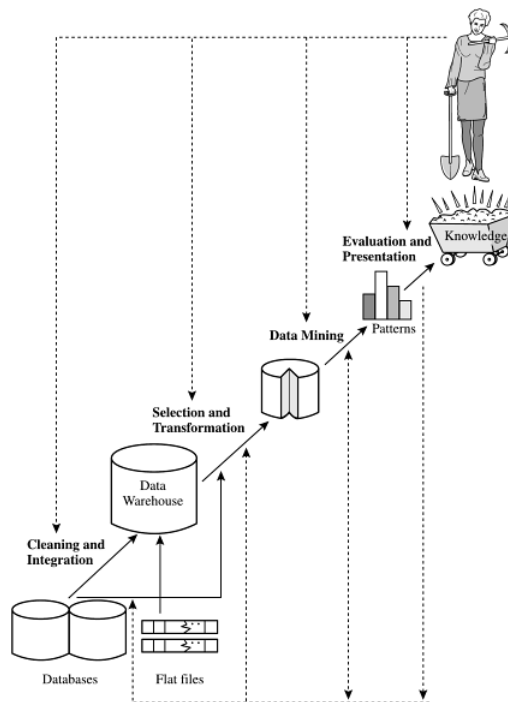 Evaluation and
Presentation
Knowledge
Patterns
Data Mining
Selection and
Transformation
Data
Warehouse
Cleaning and
Integration
Databases
Flat files